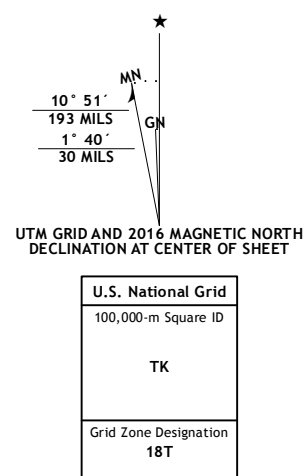 ★
MN
GN
10° 51´
193 MILS
1° 40´
30 MILS
UTM GRID AND 2016 MAGNETIC NORTH
DECLINATION AT CENTER OF SHEET
U.S. National Grid
100,000-m Square ID
TK
Grid Zone Designation
18T